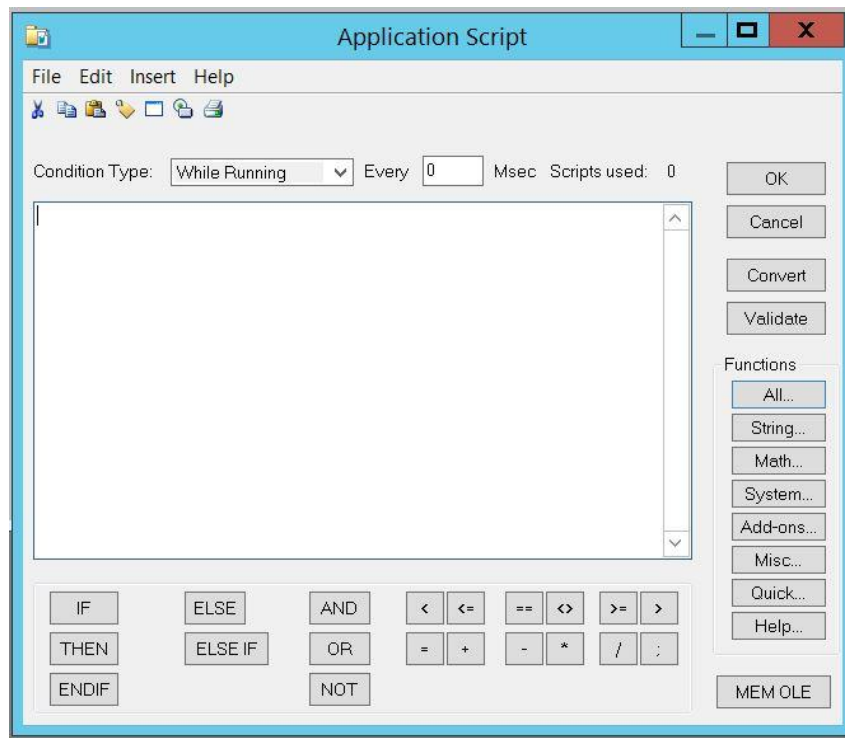 Application Script
File Edit Insert Help
Condition Type: While Running Every 0 Msec Scripts used: 0
OK
Cancel
Convert
Validate
Functions
All...
String...
Math...
System...
Add-ons...
Misc...
Quick...
Help...
IF ELSE AND < <= == <> >= >
THEN ELSE IF OR = + - * / ;
ENDIF NOT
MEM OLE